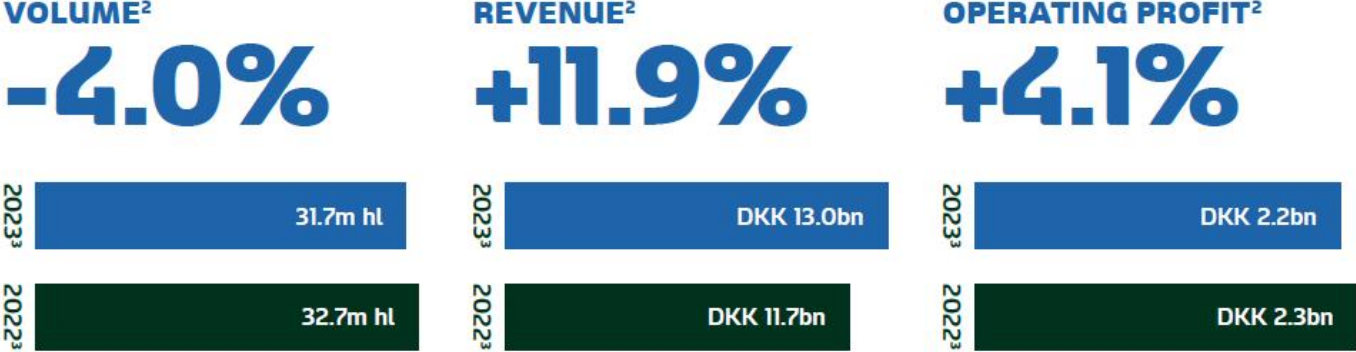 VOLUME²
-4.0%
2023³
31.7m hl
2022³
32.7m hl
REVENUE²
+11.9%
2023³
DKK 13.0bn
2022³
DKK 11.7bn
OPERATING PROFIT²
+4.1%
2023³
DKK 2.2bn
2022³
DKK 2.3bn